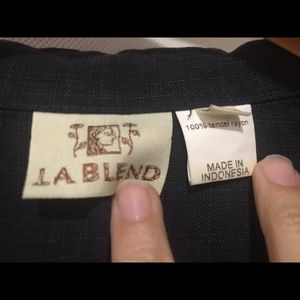 LA BLEND
100% tencel rayon
MADE IN
INDONESIA